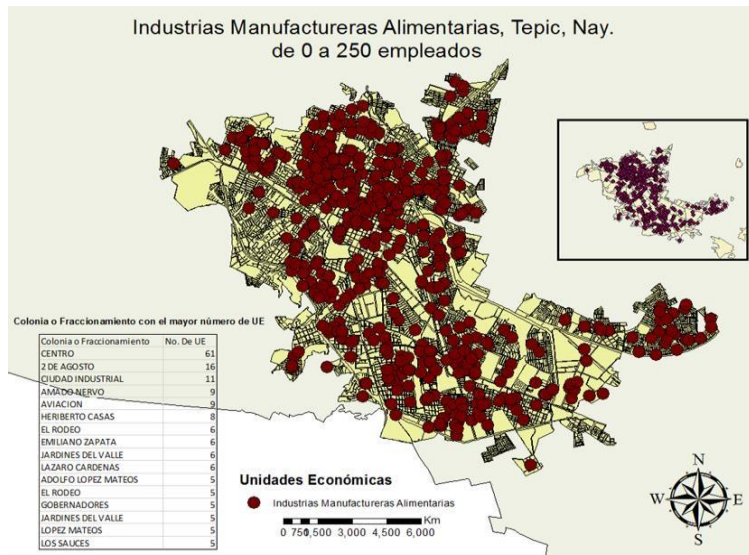 Industrias Manufactureras Alimentarias, Tepic, Nay.
de 0 a 250 empleados
Colonia o Fraccionamiento con el mayor número de UE
Colonia o Fraccionamiento No. De UE
CENTRO 61
2 DE AGOSTO 16
CIUDAD INDUSTRIAL 11
AMADO NERVO 9
AVIACION 9
HERIBERTO CASAS 8
EL RODEO 6
EMILIANO ZAPATA 6
JARDINES DEL VALLE 6
LAZARO CARDENAS 6
ADOLFO LOPEZ MATEOS 5
EL RODEO 5
GOBERNADORES 5
JARDINES DEL VALLE 5
LOPEZ MATEOS 5
LOS SAUCES 5
Unidades Económicas
Industrias Manufactureras Alimentarias
Km
0 750 1,500 3,000 4,500 6,000
N
W E
S